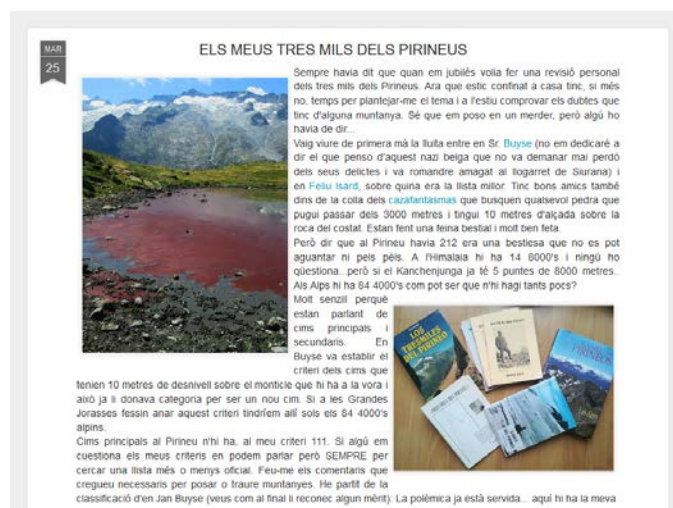 MAR
25
ELS MEUS TRES MILS DELS PIRINEUS
Sempre havia dit que quan em jubilés volia fer una revisió personal
dels tres mils dels Pirineus. Ara que estic confinat a casa tinc, si més
no, temps per plantejar-me el tema i a l'estiu comprovar els dubtes que
tinc d'alguna muntanya. Sé que em poso en un merder, però algú ho
havia de dir...
Vaig viure de primera mà la lluita entre en Sr. Buyse (no em dedicaré a
dir el que penso d'aquest nazi belga que no va demanar mai perdó
dels seus delictes i va romandre amagat al llogarret de Siurana) i
en Feliu Isard, sobre quina era la llista millor. Tinc bons amics també
dins de la colla dels cazafantasmas que busquen qualsevol pedra que
pugui passar dels 3000 metres i tingui 10 metres d'alçada sobre la
roca del costat. Estan fent una feina bestial i molt ben feta.
Però dir que al Pirineu havia 212 era una bestiesa que no es pot
aguantar ni pels pèls. A l'Himalaia hi ha 14 8000's i ningú ho
qüestiona...però si el Kanchenjunga ja té 5 puntes de 8000 metres..
Als Alps hi ha 84 4000's com pot ser que n'hi hagi tants pocs?
Molt senzill perquè
estan parlant de
cims principals i
secundaris. En
Buyse va establir el
criteri dels cims que
tenien 10 metres de desnivell sobre el monticle que hi ha a la vora i
això ja li donava categoria per ser un nou cim. Si a les Grandes
Jorasses fessin anar aquest criteri tindríem allí sols els 84 4000's
alpins.
Cims principals al Pirineu n'hi ha, al meu criteri 111. Si algú em
cuestiona els meus criteris en podem parlar però SEMPRE per
cercar una llista més o menys oficial. Feu-me els comentaris que
cregueu necessaris per posar o traure muntanyes. He partit de la
classificació d'en Jan Buyse (veus com al final li reconec algun mèrit). La polèmica ja està servida... aquí hi ha la meva
LOS
TRESMILES
DEL PIRINEO
PIRINEOS